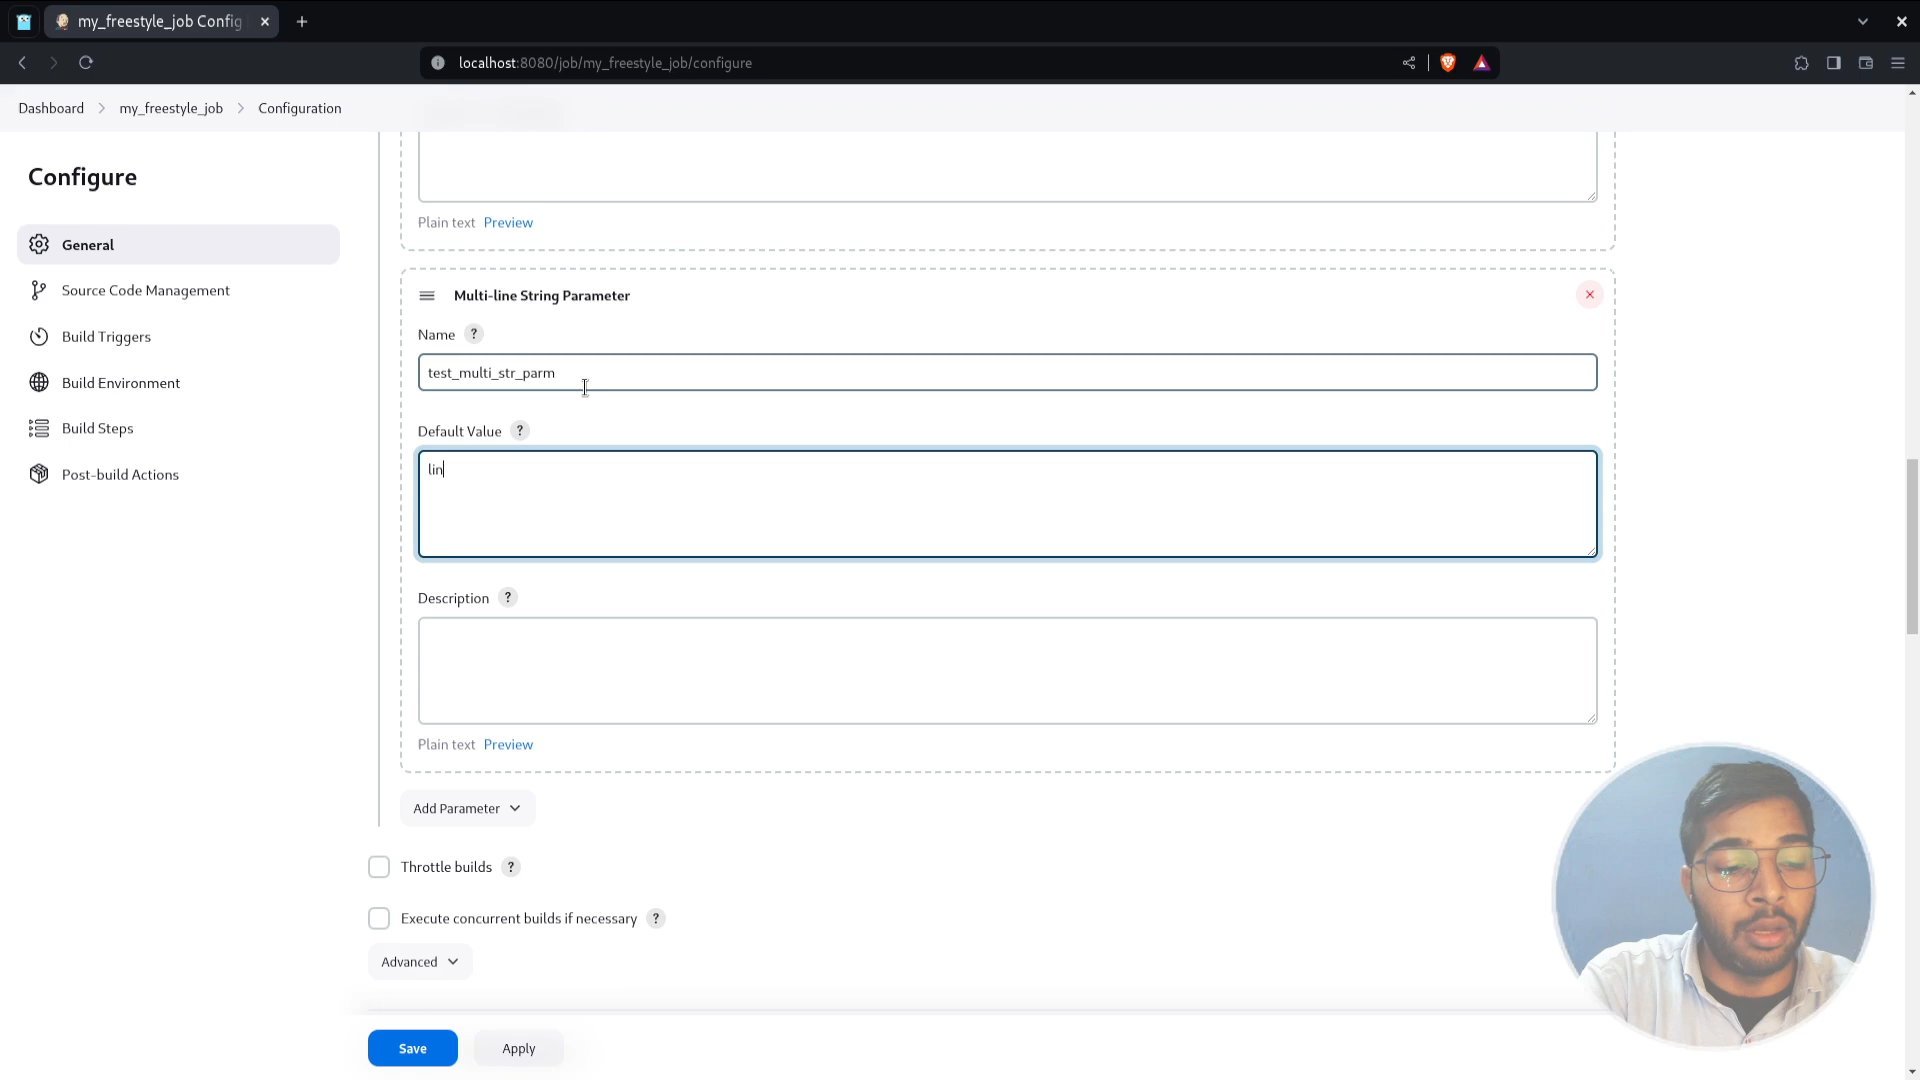 my_freestyle_job Config
localhost:8080/job/my_freestyle_job/configure
Dashboard > my_freestyle_job > Configuration
Configure
General
Source Code Management
Build Triggers
Build Environment
Build Steps
Post-build Actions
Plain text Preview
Multi-line String Parameter
Name ?
test_multi_str_parm
Default Value ?
lin
Description ?
Plain text Preview
Add Parameter
Throttle builds ?
Execute concurrent builds if necessary ?
Advanced
Save Apply